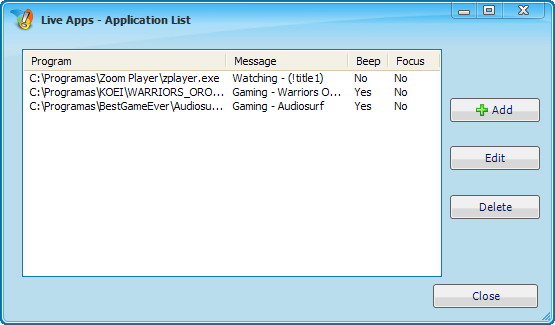 Live Apps - Application List
Program Message Beep Focus
C:\Programas\Zoom Player\zplayer.exe Watching - (!title1) No No
C:\Programas\KOEI\WARRIORS_ORO... Gaming - Warriors O... Yes No
C:\Programas\BestGameEver\Audiosu... Gaming - Audiosurf Yes No
Add
Edit
Delete
Close